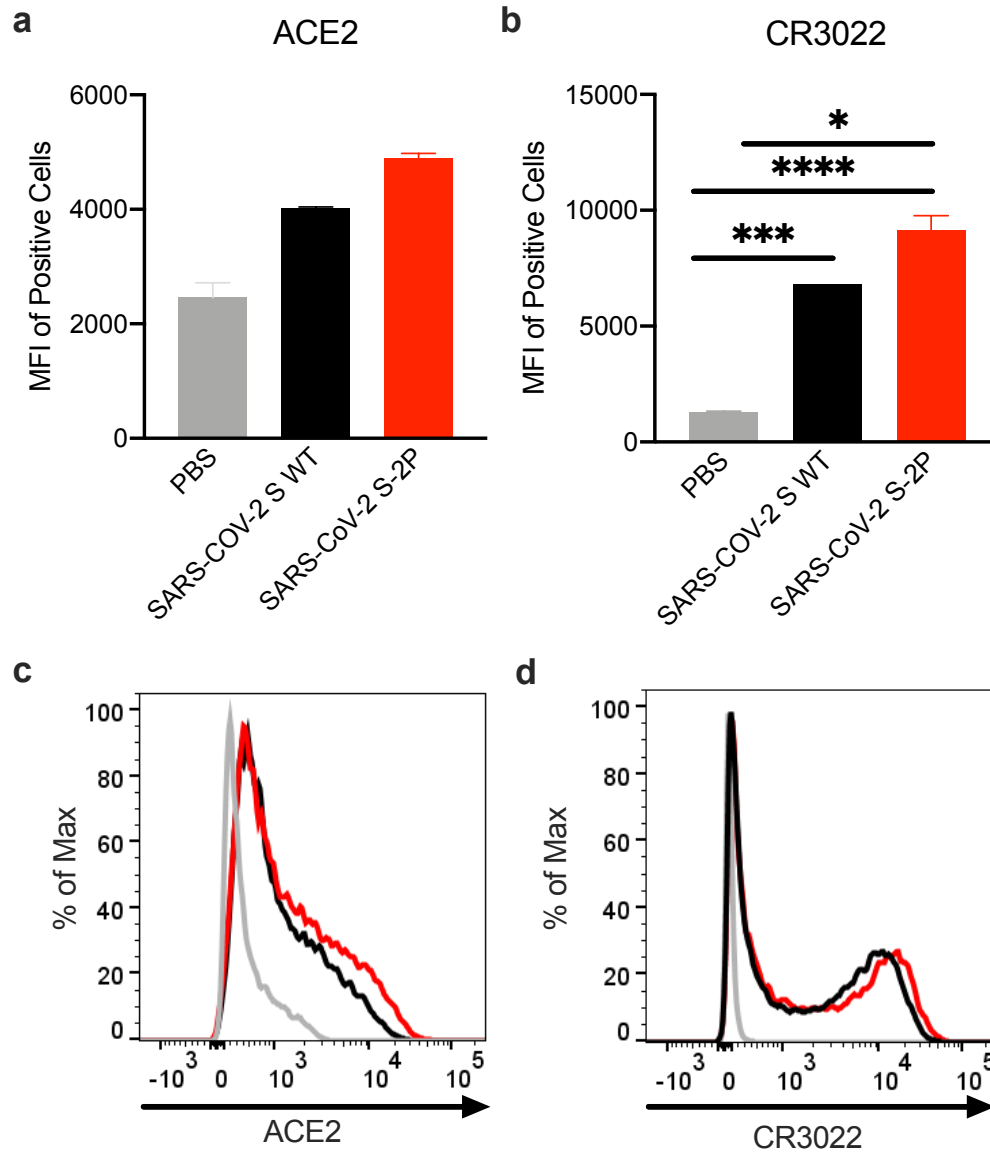 a
ACE2
MFI of Positive Cells
6000
4000
2000
0
PBS
SARS-COV-2 S WT
SARS-CoV-2 S-2P
b
CR3022
MFI of Positive Cells
15000
10000
5000
0
*
****
***
PBS
SARS-COV-2 S WT
SARS-CoV-2 S-2P
c
% of Max
100
80
60
40
20
0
-10³ 0 10³ 10⁴ 10⁵
ACE2
d
% of Max
100
80
60
40
20
0
-10³ 0 10³ 10⁴ 10⁵
CR3022